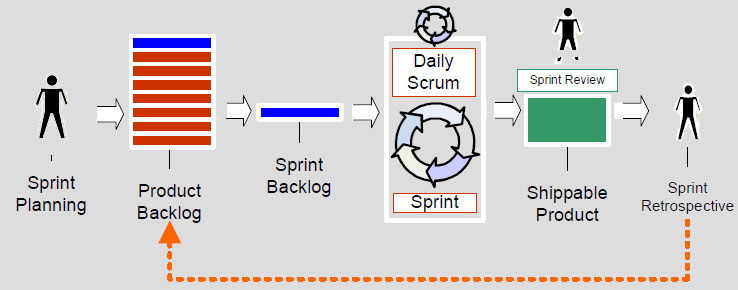 Sprint
Planning
Product
Backlog
Sprint
Backlog
Daily
Scrum
Sprint
Sprint Review
Shippable
Product
Sprint
Retrospective